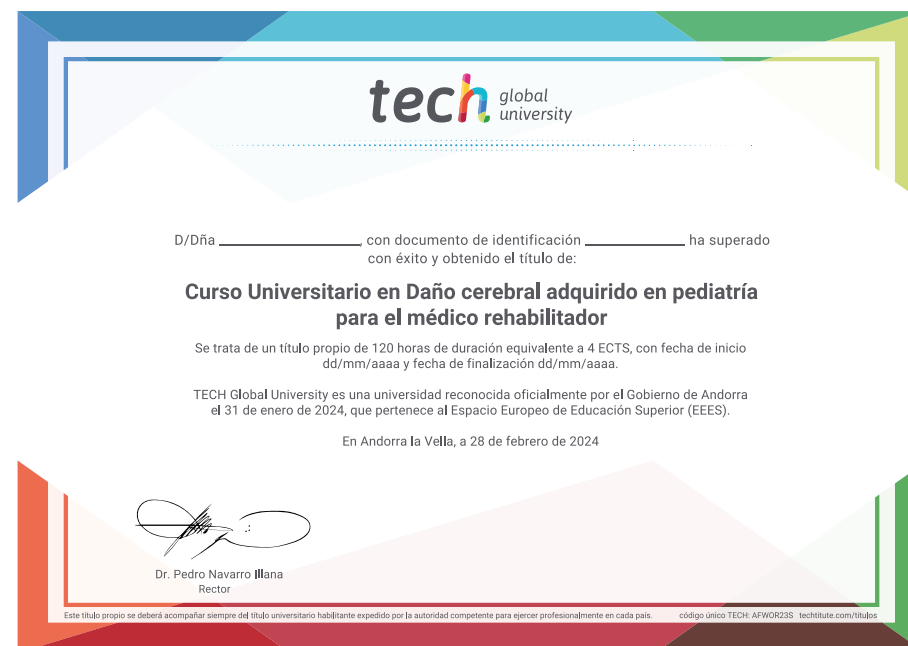 tech global
university
D/Dña ____________________, con documento de identificación ______________ ha superado
con éxito y obtenido el título de:
Curso Universitario en Daño cerebral adquirido en pediatría
para el médico rehabilitador
Se trata de un título propio de 120 horas de duración equivalente a 4 ECTS, con fecha de inicio
dd/mm/aaaa y fecha de finalización dd/mm/aaaa.
TECH Global University es una universidad reconocida oficialmente por el Gobierno de Andorra
el 31 de enero de 2024, que pertenece al Espacio Europeo de Educación Superior (EEES).
En Andorra la Vella, a 28 de febrero de 2024
Dr. Pedro Navarro Illana
Rector
Este título propio se deberá acompañar siempre del título universitario habilitante expedido por la autoridad competente para ejercer profesionalmente en cada país. código único TECH: AFWOR23S techtitute.com/titulos